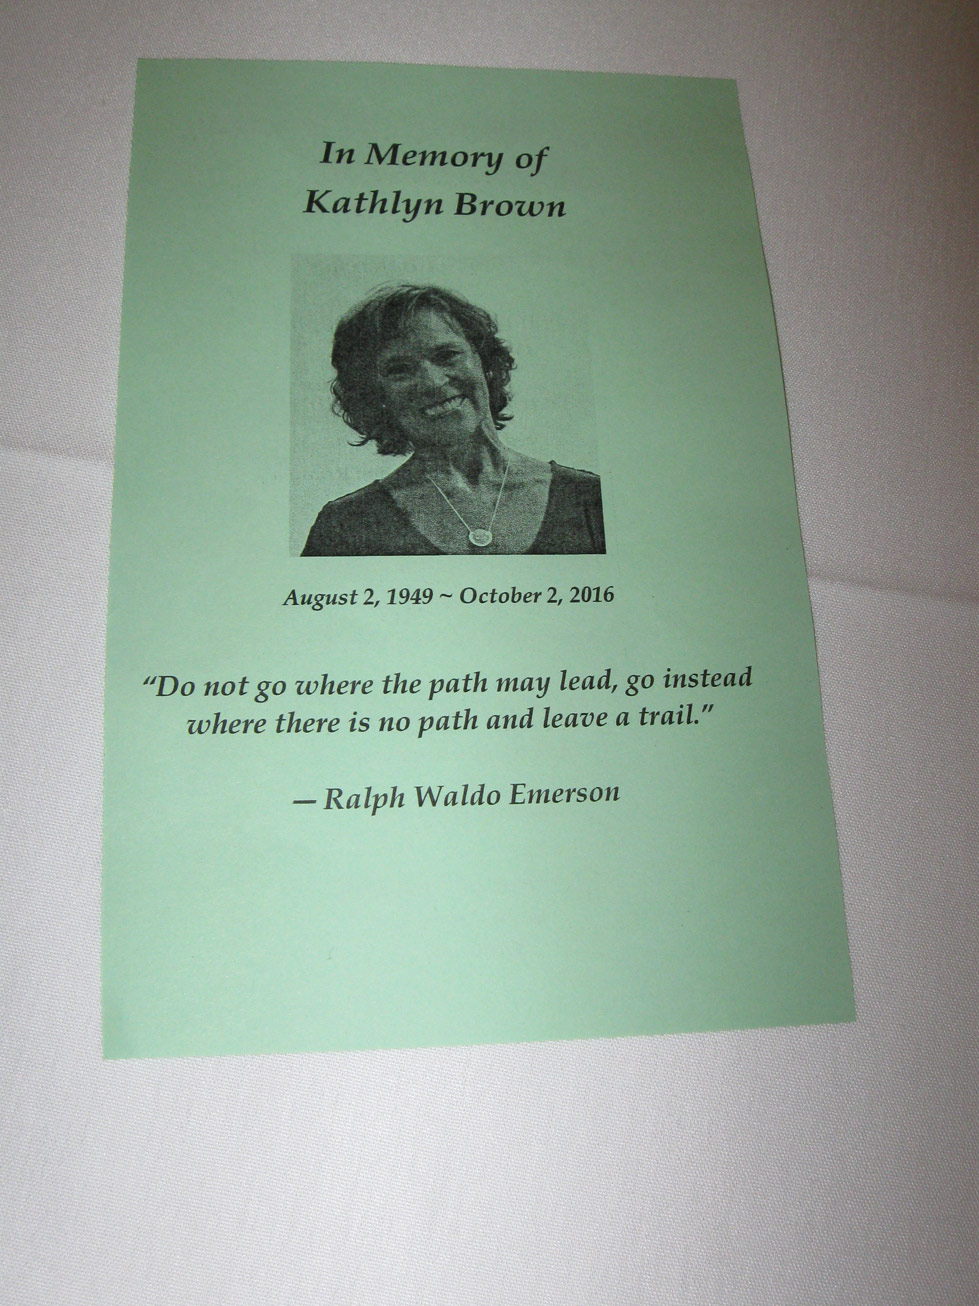 In Memory of
Kathlyn Brown
August 2, 1949 ~ October 2, 2016
“Do not go where the path may lead, go instead
where there is no path and leave a trail.”
— Ralph Waldo Emerson